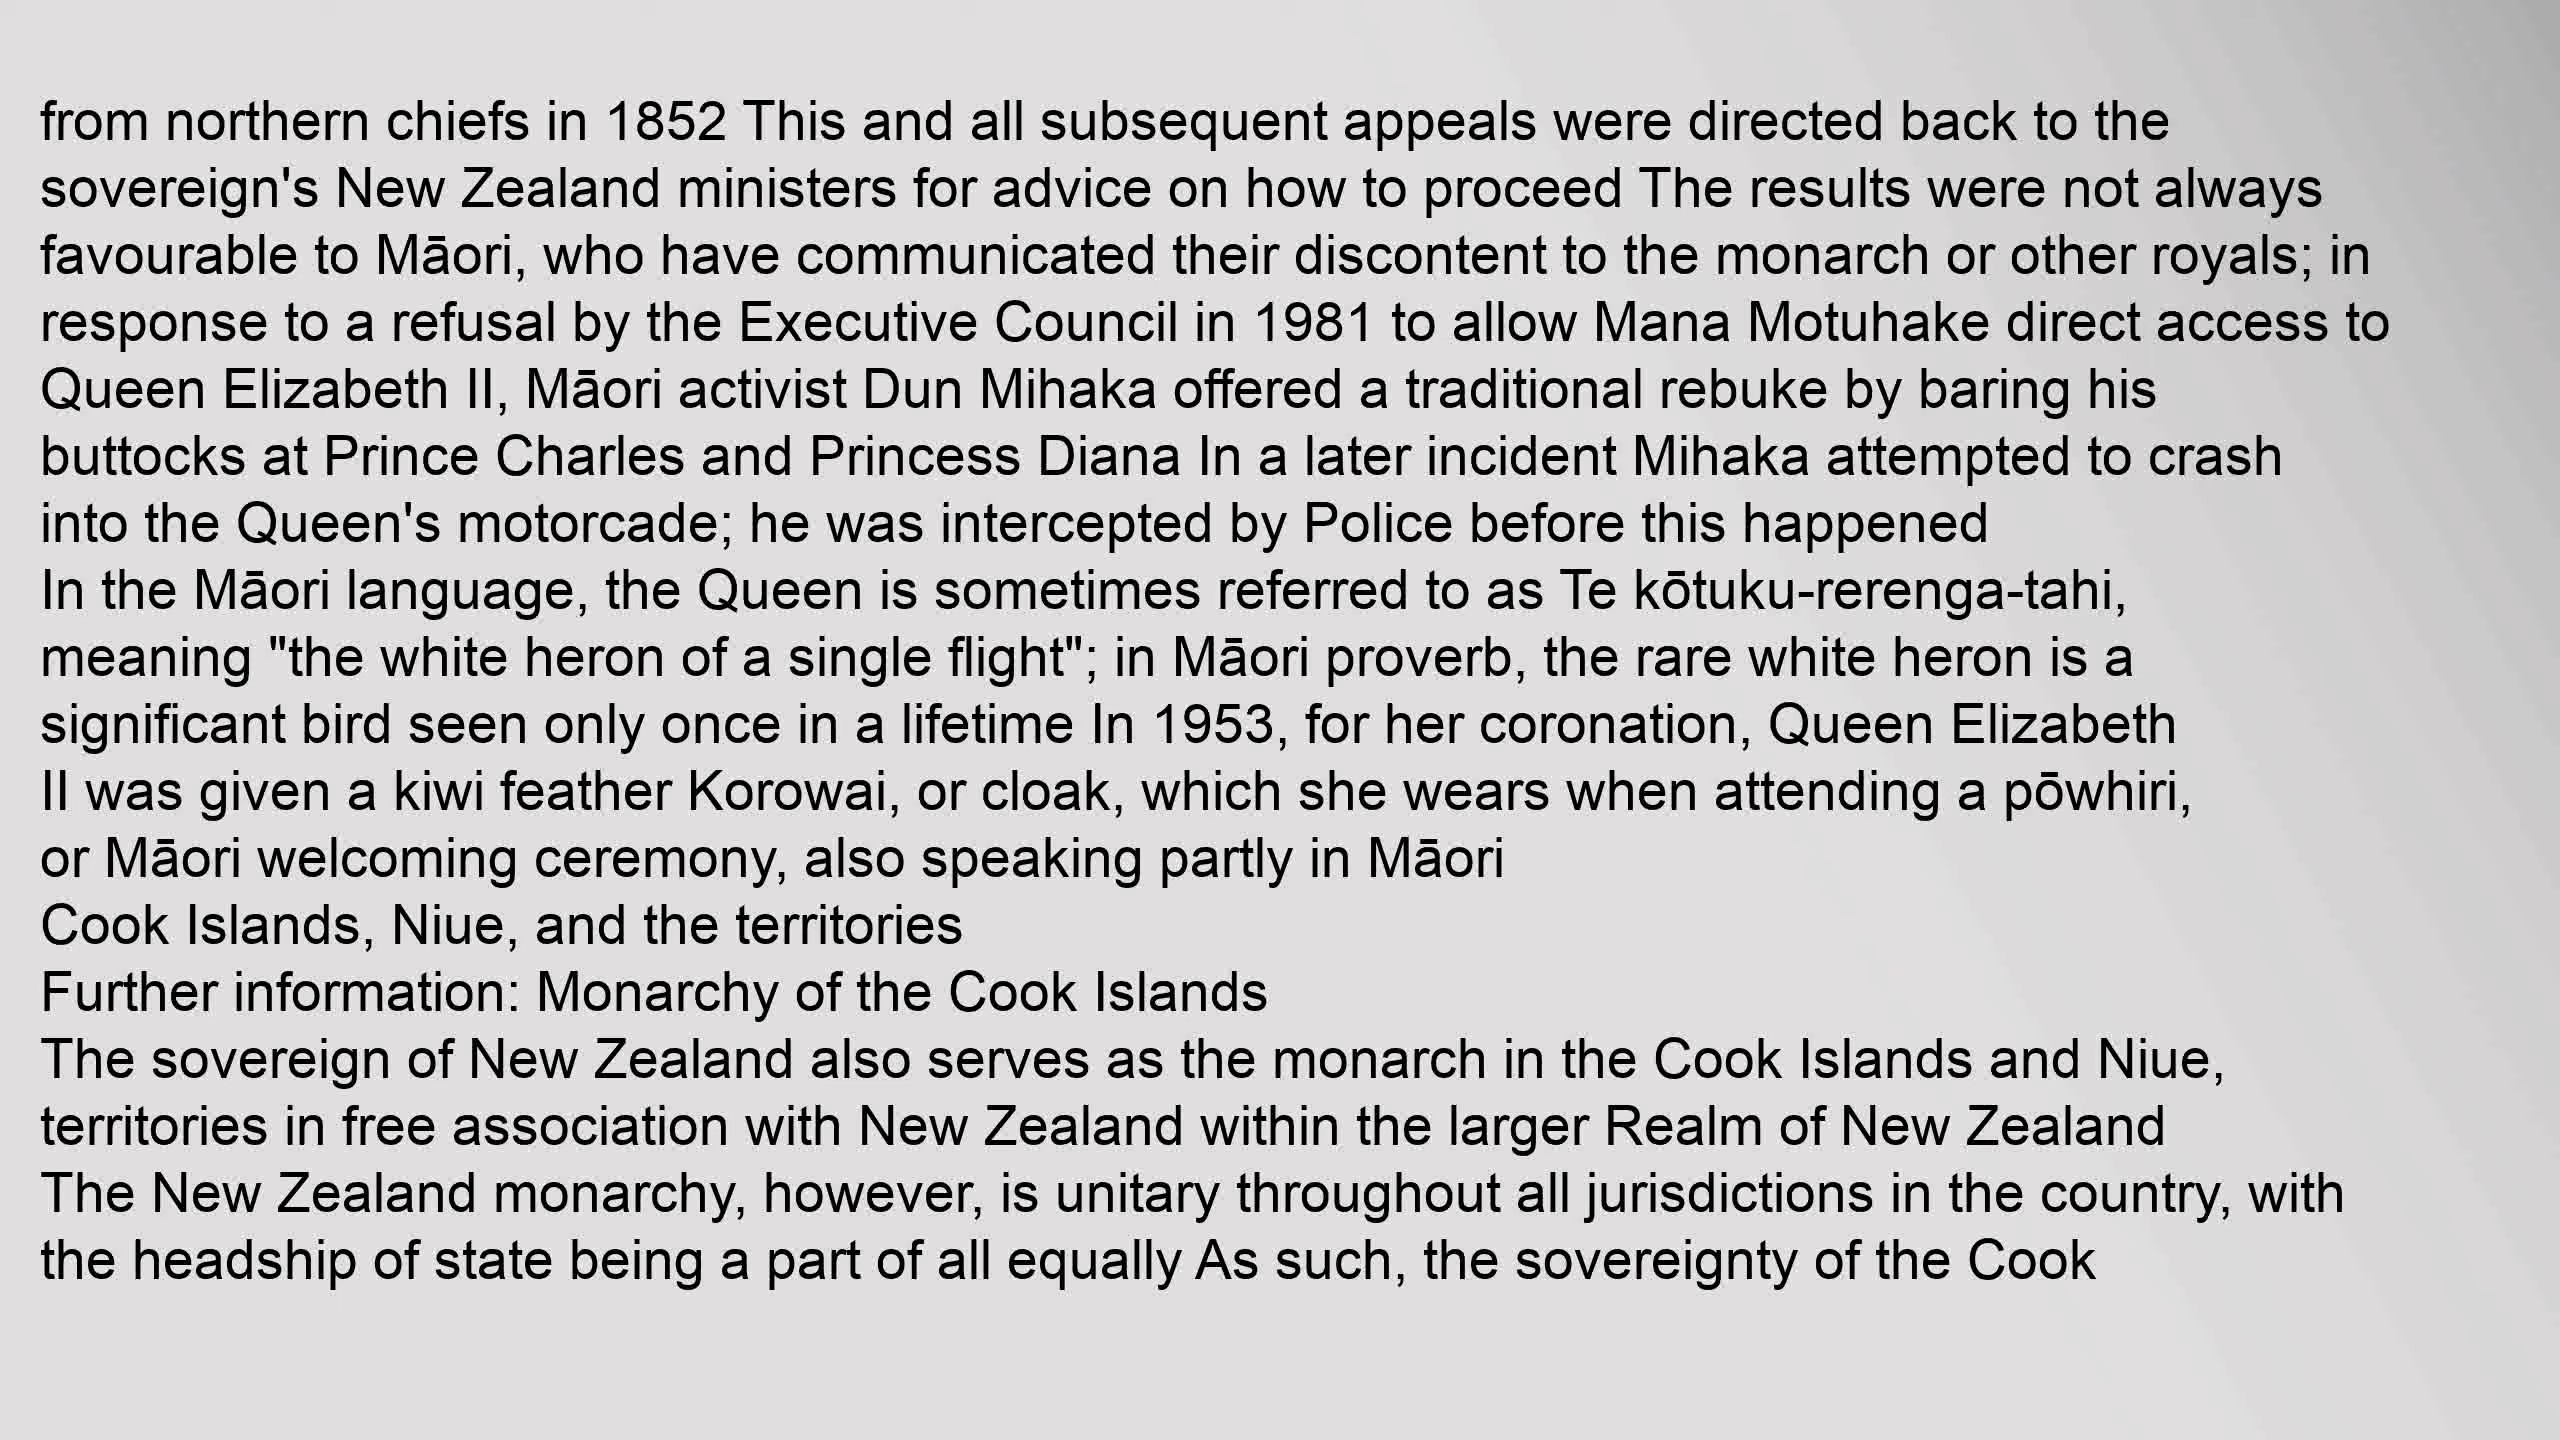 from northern chiefs in 1852 This and all subsequent appeals were directed back to the
sovereign's New Zealand ministers for advice on how to proceed The results were not always
favourable to Māori, who have communicated their discontent to the monarch or other royals; in
response to a refusal by the Executive Council in 1981 to allow Mana Motuhake direct access to
Queen Elizabeth II, Māori activist Dun Mihaka offered a traditional rebuke by baring his
buttocks at Prince Charles and Princess Diana In a later incident Mihaka attempted to crash
into the Queen's motorcade; he was intercepted by Police before this happened
In the Māori language, the Queen is sometimes referred to as Te kōtuku-rerenga-tahi,
meaning "the white heron of a single flight"; in Māori proverb, the rare white heron is a
significant bird seen only once in a lifetime In 1953, for her coronation, Queen Elizabeth
II was given a kiwi feather Korowai, or cloak, which she wears when attending a pōwhiri,
or Māori welcoming ceremony, also speaking partly in Māori
Cook Islands, Niue, and the territories
Further information: Monarchy of the Cook Islands
The sovereign of New Zealand also serves as the monarch in the Cook Islands and Niue,
territories in free association with New Zealand within the larger Realm of New Zealand
The New Zealand monarchy, however, is unitary throughout all jurisdictions in the country, with
the headship of state being a part of all equally As such, the sovereignty of the Cook